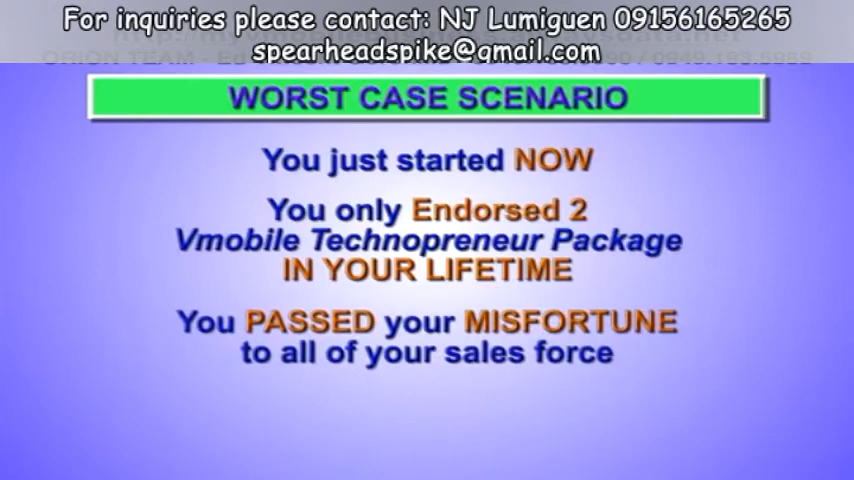 For inquiries please contact: NJ Lumiguen 09156165265
spearheadspike@gmail.com
WORST CASE SCENARIO
You just started NOW
You only Endorsed 2
Vmobile Technopreneur Package
IN YOUR LIFETIME
You PASSED your MISFORTUNE
to all of your sales force